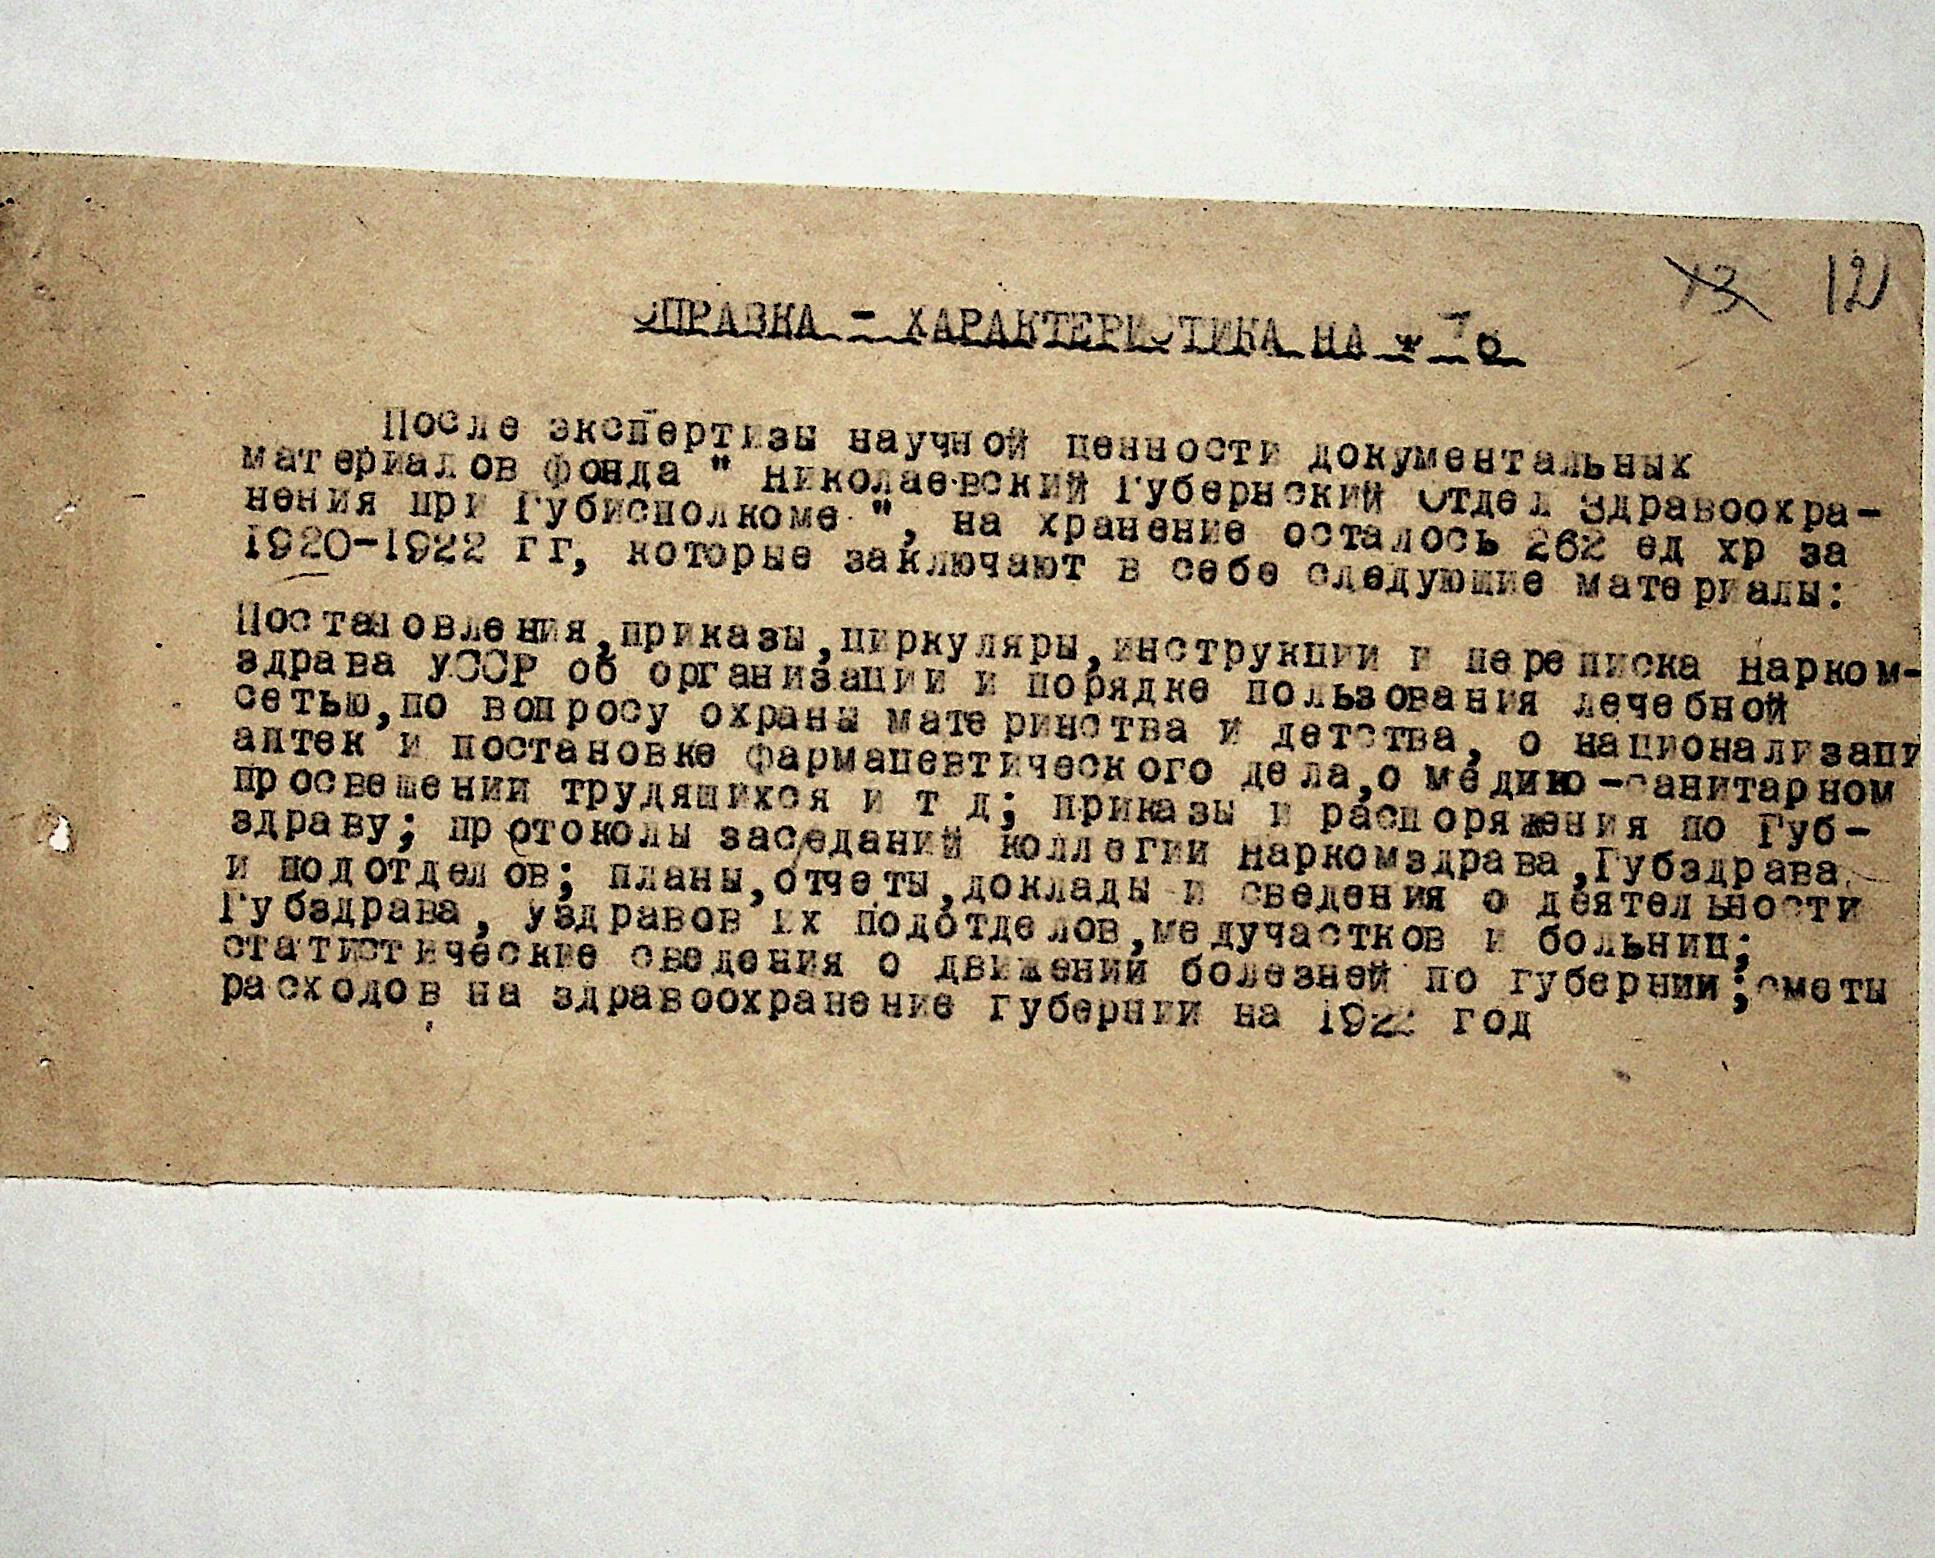 13 12
СПРАВКА - ХАРАКТЕРИСТИКА НА
После экспертизы научной ценности документальных
материалов фонда " Николаевский Губернский Отдел Здравоохра-
нения при Губисполкоме ", на хранение осталось 262 ед хр за
1920-1922 гг, которые заключают в себе следующие материалы:
Постановления,приказы,циркуляры,инструкции и переписка Нарком-
здрава УССР об организации и порядке пользования лечебной
сетью,по вопросу охраны материнства и детства, о национализаци
аптек и постановке фармацевтического дела,о медико-санитарном
просвещении трудящихся и т д; приказы и распоряжения по Губ-
здраву; протоколы заседаний коллегии Наркомздрава,Губздрава
и подотделов; планы,отчеты,доклады и сведения о деятельности
Губздрава, уздравов их подотделов,медучастков и больниц;
статистические сведения о движении болезней по губернии;сметы
расходов на здравоохранение губернии на 1922 год